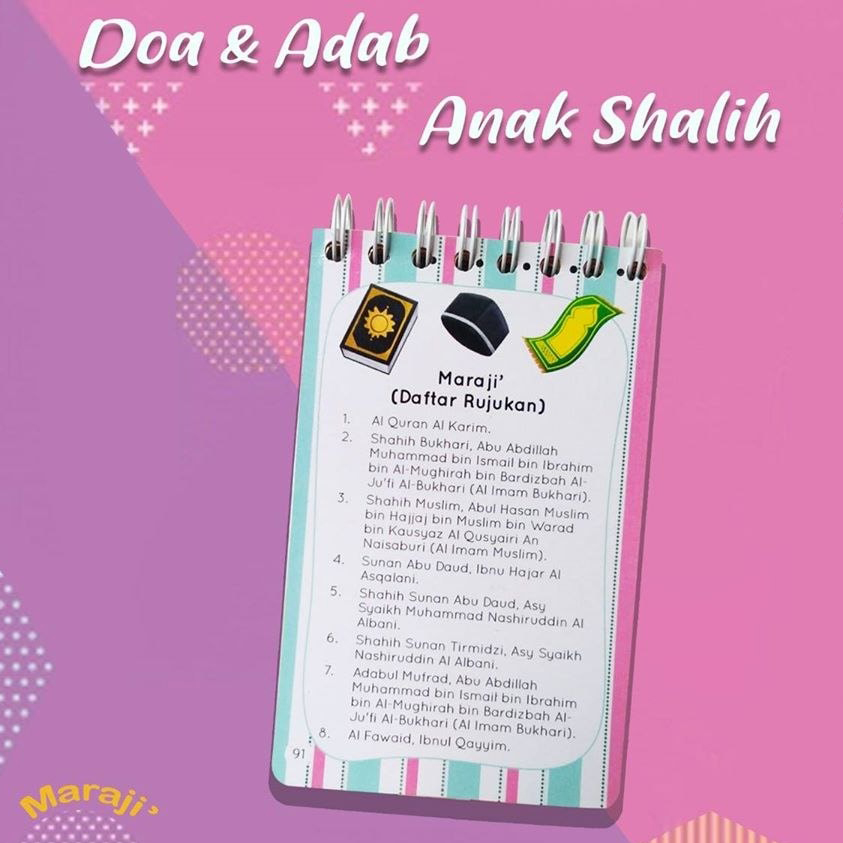 Doa & Adab
Anak Shalih
Maraji'
(Daftar Rujukan)
1. Al Quran Al Karim.
2. Shahih Bukhari, Abu Abdillah
Muhammad bin Ismail bin Ibrahim
bin Al-Mughirah bin Bardizbah Al-
Ju'fi Al-Bukhari (Al Imam Bukhari).
3. Shahih Muslim, Abul Hasan Muslim
bin Hajjaj bin Muslim bin Warad
bin Kausyaz Al Qusyairi An
Naisaburi (Al Imam Muslim).
4. Sunan Abu Daud, Ibnu Hajar Al
Asqalani.
5. Shahih Sunan Abu Daud, Asy
Syaikh Muhammad Nashiruddin Al
Albani.
6. Shahih Sunan Tirmidzi, Asy Syaikh
Nashiruddin Al Albani.
7. Adabul Mufrad, Abu Abdillah
Muhammad bin Ismail bin Ibrahim
bin Al-Mughirah bin Bardizbah Al-
Ju'fi Al-Bukhari (Al Imam Bukhari).
8. Al Fawaid, Ibnul Qayyim.
91
Maraji'